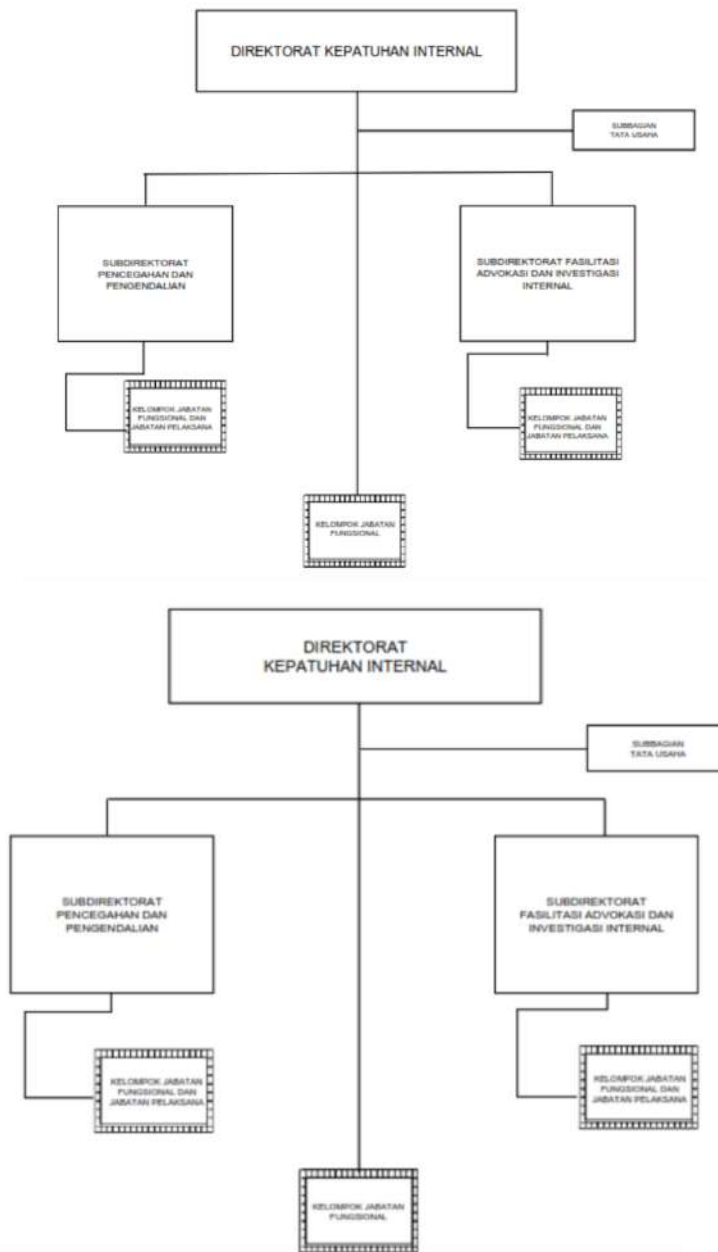 DIREKTORAT KEPATUHAN INTERNAL
SUBBAGIAN
TATA USAHA
SUBDIREKTORAT
PENCEGAHAN DAN
PENGENDALIAN
SUBDIREKTORAT FASILITASI
ADVOKASI DAN INVESTIGASI
INTERNAL
KELOMPOK JABATAN
FUNGSIONAL DAN
JABATAN PELAKSANA
KELOMPOK JABATAN
FUNGSIONAL DAN
JABATAN PELAKSANA
KELOMPOK JABATAN
FUNGSIONAL
DIREKTORAT
KEPATUHAN INTERNAL
SUBBAGIAN
TATA USAHA
SUBDIREKTORAT
PENCEGAHAN DAN
PENGENDALIAN
SUBDIREKTORAT
FASILITASI ADVOKASI DAN
INVESTIGASI INTERNAL
KELOMPOK JABATAN
FUNGSIONAL DAN
JABATAN PELAKSANA
KELOMPOK JABATAN
FUNGSIONAL DAN
JABATAN PELAKSANA
KELOMPOK JABATAN
FUNGSIONAL